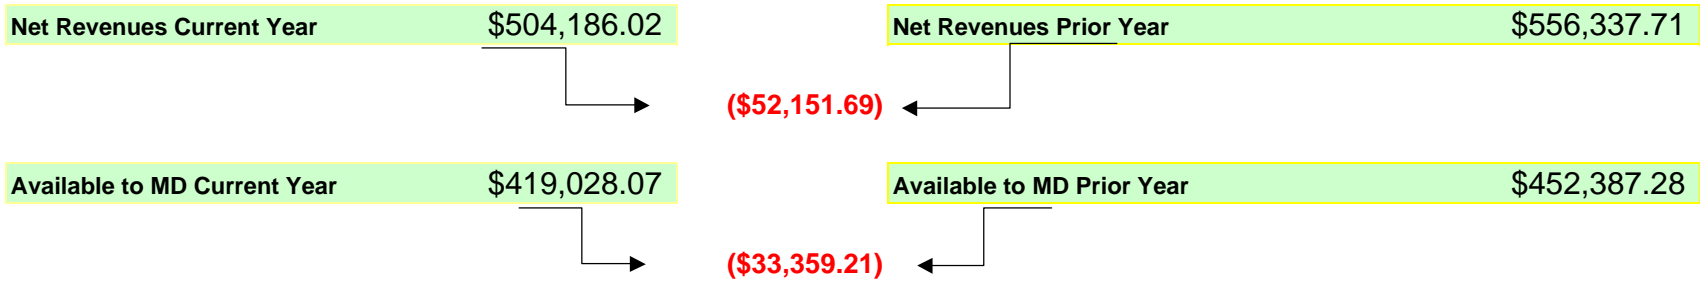 Net Revenues Current Year $504,186.02 Net Revenues Prior Year $556,337.71
($52,151.69)
Available to MD Current Year $419,028.07 Available to MD Prior Year $452,387.28
($33,359.21)